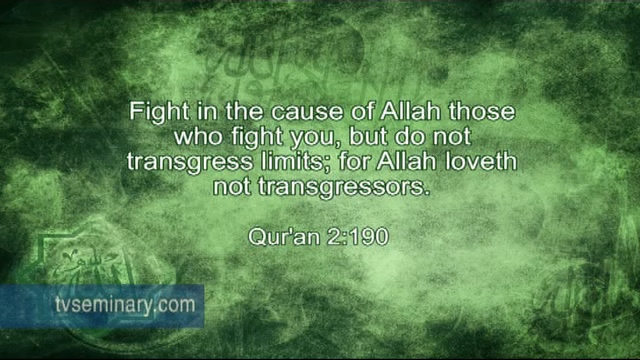 Fight in the cause of Allah those
who fight you, but do not
transgress limits; for Allah loveth
not transgressors.
Qur'an 2:190
tvseminary.com